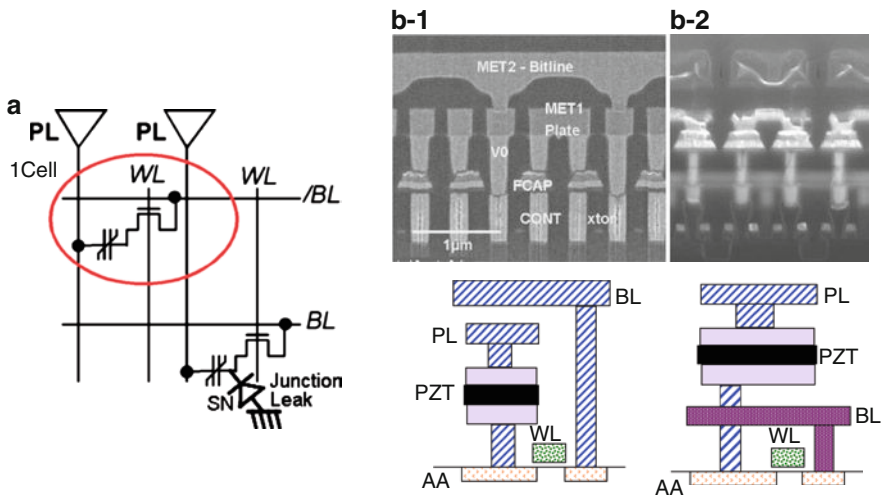 a
PL
PL
1Cell
WL
WL
/BL
BL
SN
Junction
Leak
b-1
MET2 - Bitline
MET1
Plate
V0
FCAP
CONT
xtor
1µm
b-2
BL
PL
PZT
WL
AA
PL
PZT
BL
WL
AA